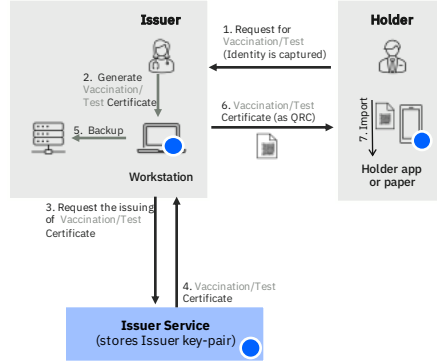 Issuer
Holder
1. Request for
Vaccination/Test
(Identity is captured)
2. Generate
Vaccination/
Test Certificate
5. Backup
6. Vaccination/Test
Certificate (as QRC)
7. Import
Workstation
Holder app
or paper
3. Request the issuing
of Vaccination/Test
Certificate
4. Vaccination/Test
Certificate
Issuer Service
(stores Issuer key-pair)